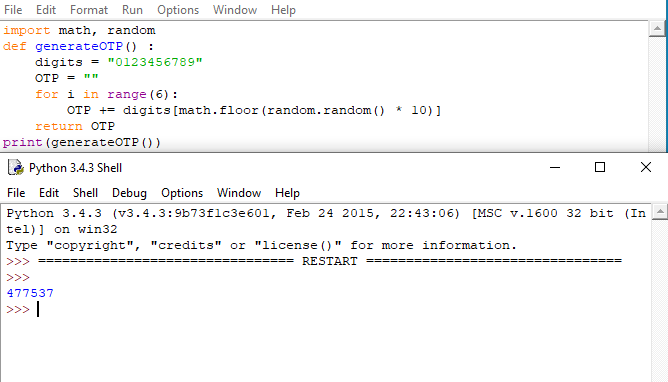 File Edit Format Run Options Window Help
import math, random
def generateOTP() :
    digits = "0123456789"
    OTP = ""
    for i in range(6):
        OTP += digits[math.floor(random.random() * 10)]
    return OTP
print(generateOTP())
Python 3.4.3 Shell
File Edit Shell Debug Options Window Help
Python 3.4.3 (v3.4.3:9b73f1c3e601, Feb 24 2015, 22:43:06) [MSC v.1600 32 bit (In
tel)] on win32
Type "copyright", "credits" or "license()" for more information.
>>> ================================ RESTART ================================
>>>
477537
>>>